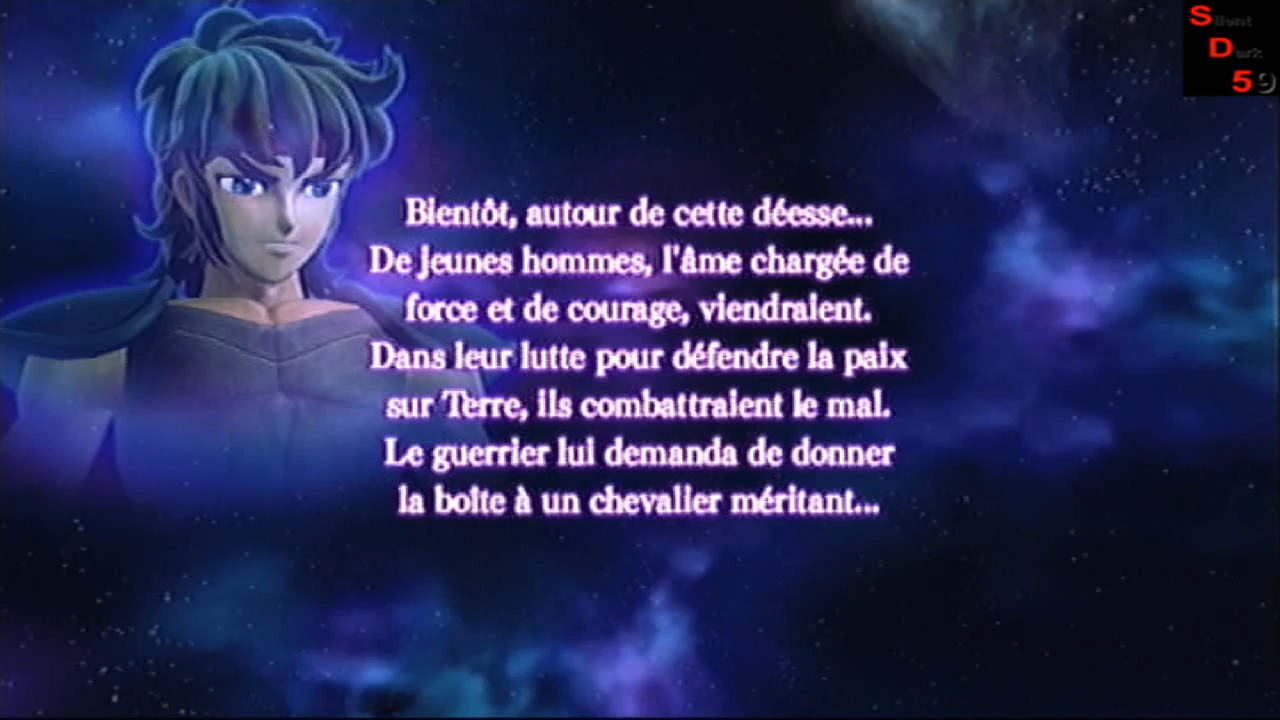 Bientôt, autour de cette déesse...
De jeunes hommes, l'âme chargée de
force et de courage, viendraient.
Dans leur lutte pour défendre la paix
sur Terre, ils combattraient le mal.
Le guerrier lui demanda de donner
la boîte à un chevalier méritant...
Silent
Dark
59